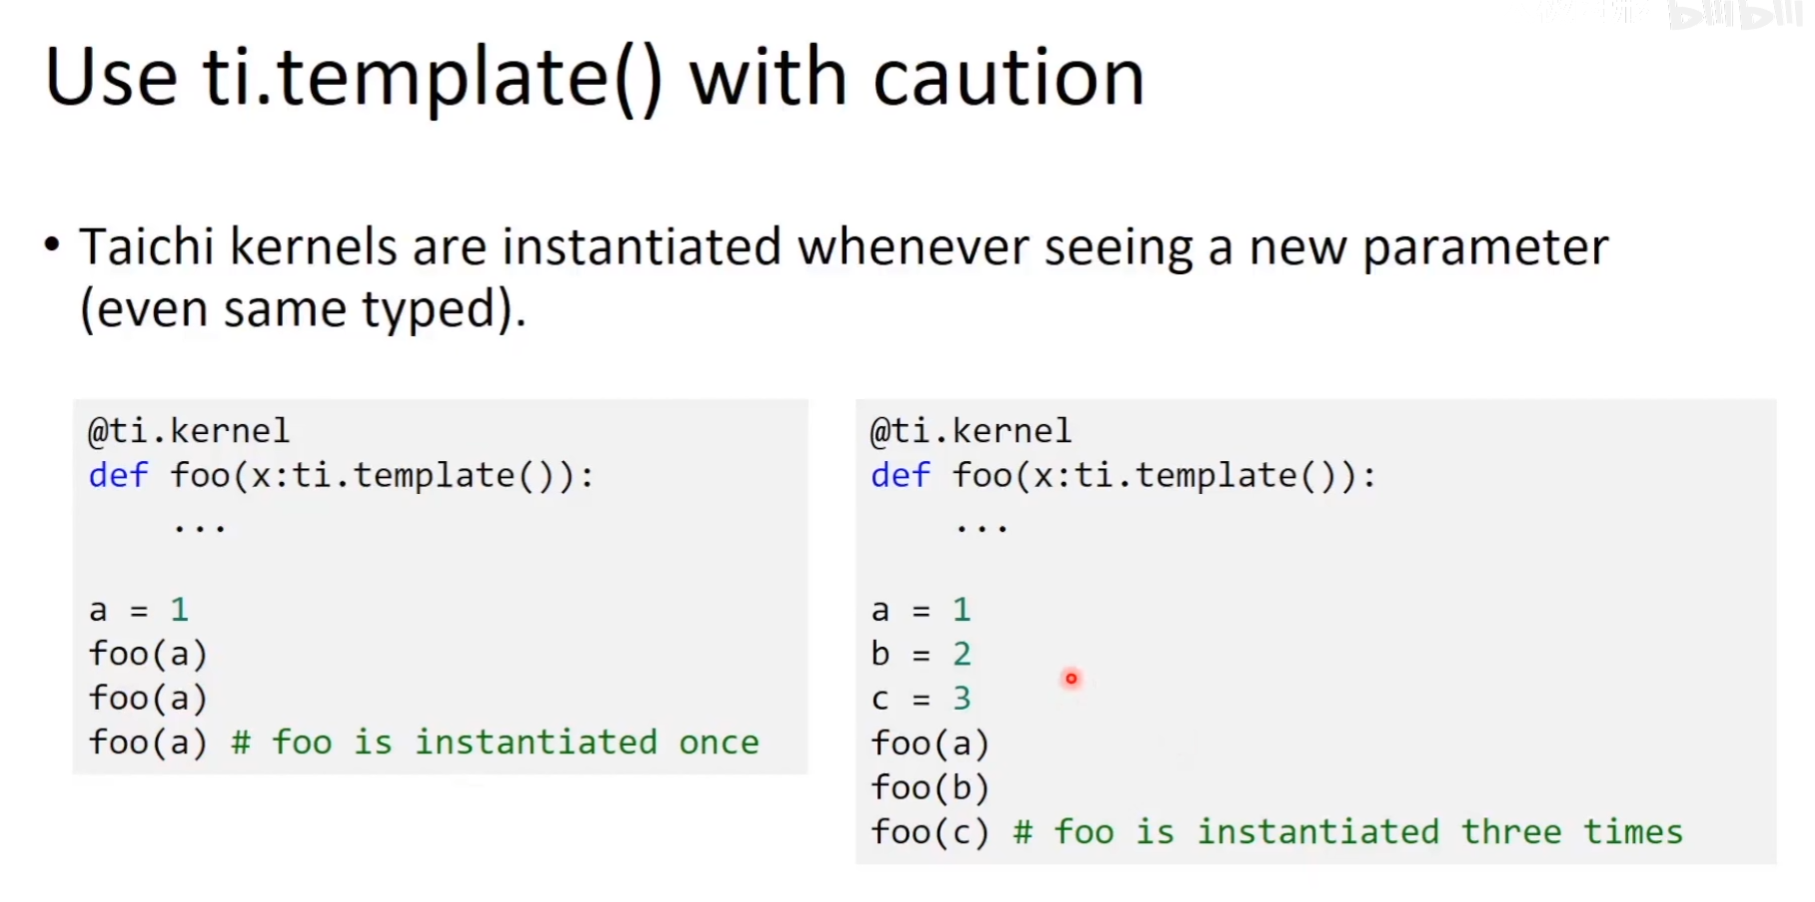 Use ti.template() with caution
• Taichi kernels are instantiated whenever seeing a new parameter
(even same typed).
@ti.kernel
def foo(x:ti.template()):
    ...
a = 1
foo(a)
foo(a)
foo(a) # foo is instantiated once
@ti.kernel
def foo(x:ti.template()):
    ...
a = 1
b = 2
c = 3
foo(a)
foo(b)
foo(c) # foo is instantiated three times